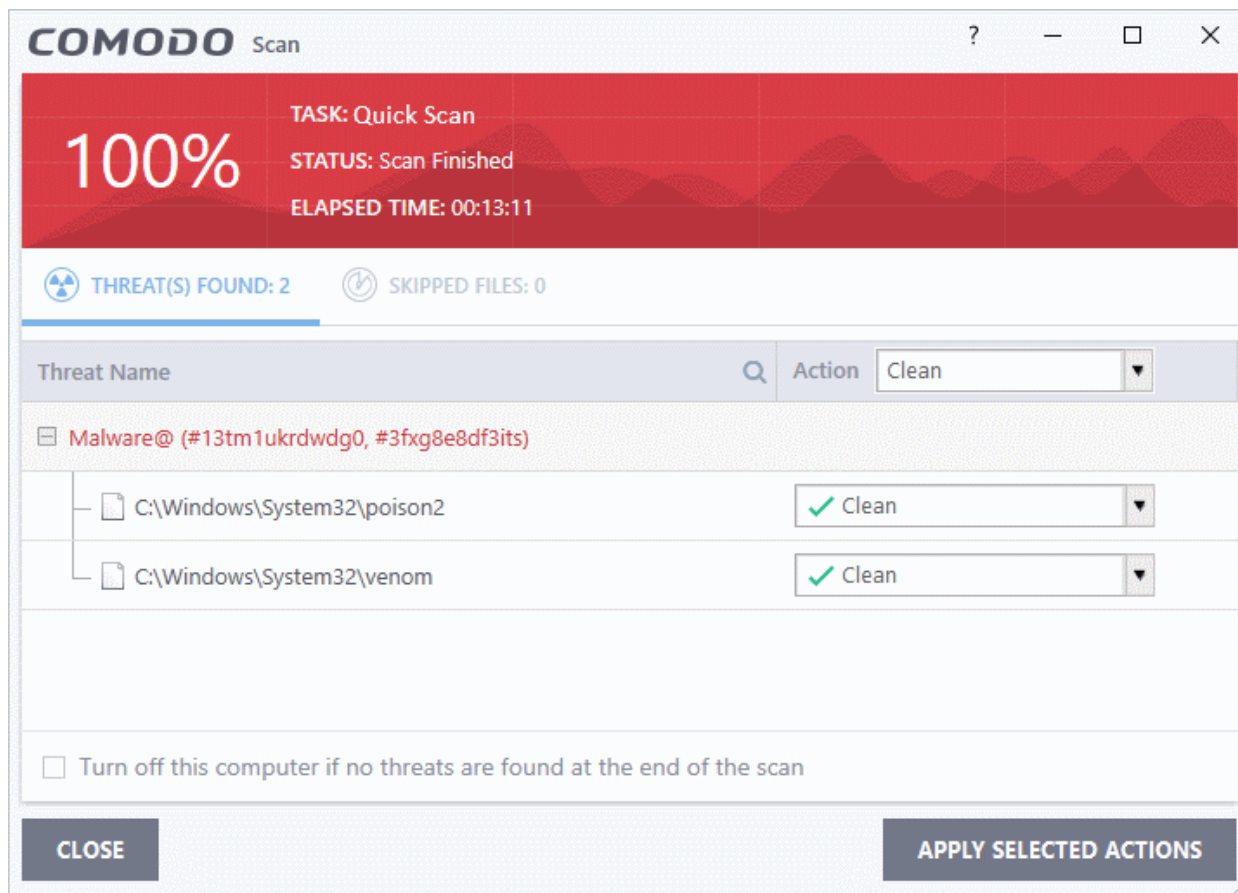 COMODO Scan
100%
TASK: Quick Scan
STATUS: Scan Finished
ELAPSED TIME: 00:13:11
THREAT(S) FOUND: 2 SKIPPED FILES: 0
Threat Name Action Clean
Malware@ (#13tm1ukrdwdg0, #3fxg8e8df3its)
C:\Windows\System32\poison2 Clean
C:\Windows\System32\venom Clean
Turn off this computer if no threats are found at the end of the scan
CLOSE APPLY SELECTED ACTIONS